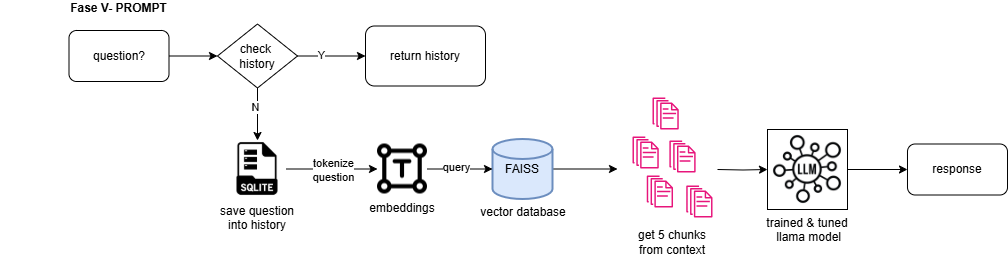 Fase V- PROMPT
question?
check
history
Y
return history
N
SQLITE
save question
into history
tokenize
question
T
embeddings
query
FAISS
vector database
get 5 chunks
from context
LLM
trained & tuned
llama model
response